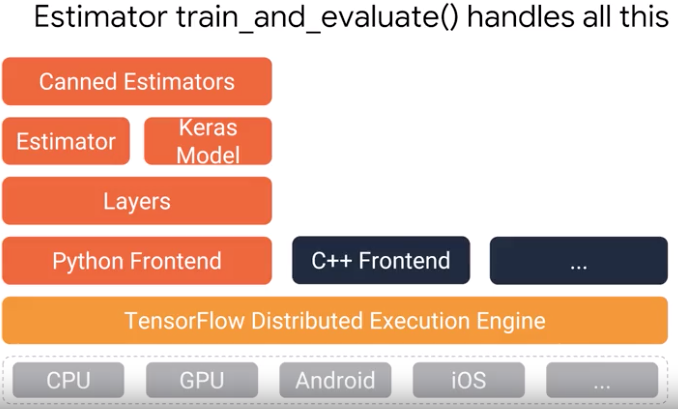 Estimator train_and_evaluate() handles all this
Canned Estimators
Estimator
Keras
Model
Layers
Python Frontend
C++ Frontend
...
TensorFlow Distributed Execution Engine
CPU
GPU
Android
iOS
...